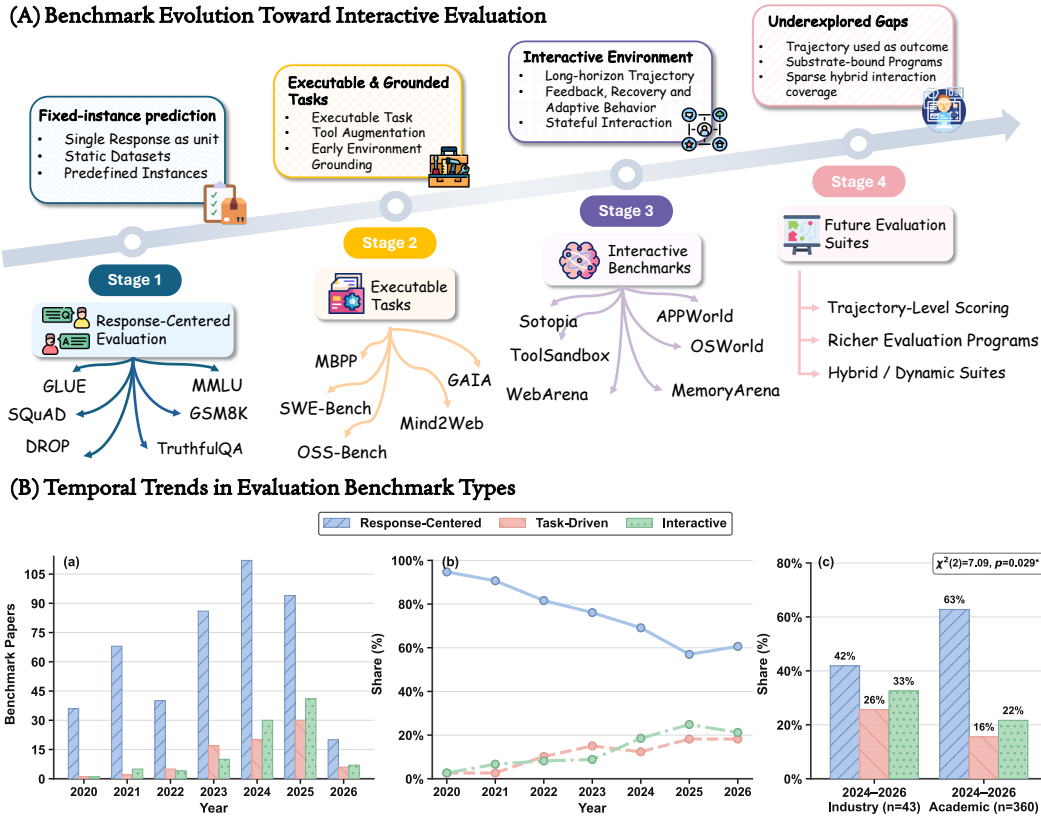 (A) Benchmark Evolution Toward Interactive Evaluation
Fixed-instance prediction
• Single Response as unit
• Static Datasets
• Predefined Instances
Executable & Grounded
Tasks
• Executable Task
• Tool Augmentation
• Early Environment
Grounding
Interactive Environment
• Long-horizon Trajectory
• Feedback, Recovery and
Adaptive Behavior
• Stateful Interaction
Underexplored Gaps
• Trajectory used as outcome
• Substrate-bound Programs
• Sparse hybrid interaction
coverage
Stage 1
Response-Centered
Evaluation
GLUE
SQuAD
DROP
MMLU
GSM8K
TruthfulQA
Stage 2
Executable
Tasks
MBPP
SWE-Bench
OSS-Bench
GAIA
Mind2Web
Stage 3
Interactive
Benchmarks
Sotopia
ToolSandbox
WebArena
APPWorld
OSWorld
MemoryArena
Stage 4
Future Evaluation
Suites
Trajectory-Level Scoring
Richer Evaluation Programs
Hybrid / Dynamic Suites
(B) Temporal Trends in Evaluation Benchmark Types
Response-Centered Task-Driven Interactive
(a)
Benchmark Papers
105
90
75
60
45
30
15
0
2020 2021 2022 2023 2024 2025 2026
Year
(b)
Share (%)
100%
80%
60%
40%
20%
0%
2020 2021 2022 2023 2024 2025 2026
Year
(c)
χ²(2)=7.09, p=0.029*
Share (%)
80%
60%
40%
20%
0%
42%
26%
33%
63%
16%
22%
2024–2026
Industry (n=43)
2024–2026
Academic (n=360)